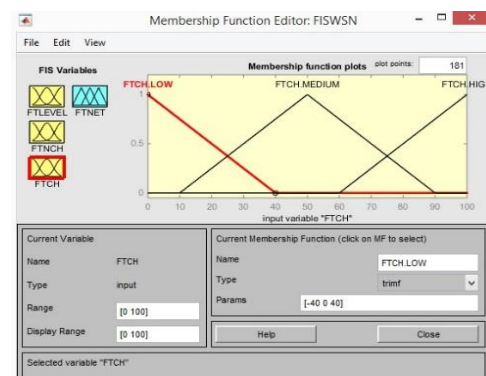 Membership Function Editor: FISWSN
File Edit View
FIS Variables
FTLEVEL FTNET
FTNCH
FTCH
Membership function plots plot points: 181
FTCH.LOW FTCH.MEDIUM FTCH.HIG
1
0.5
0
0 10 20 30 40 50 60 70 80 90 100
input variable "FTCH"
Current Variable
Name FTCH
Type input
Range [0 100]
Display Range [0 100]
Current Membership Function (click on MF to select)
Name FTCH.LOW
Type trimf
Params [-40 0 40]
Help Close
Selected variable "FTCH"